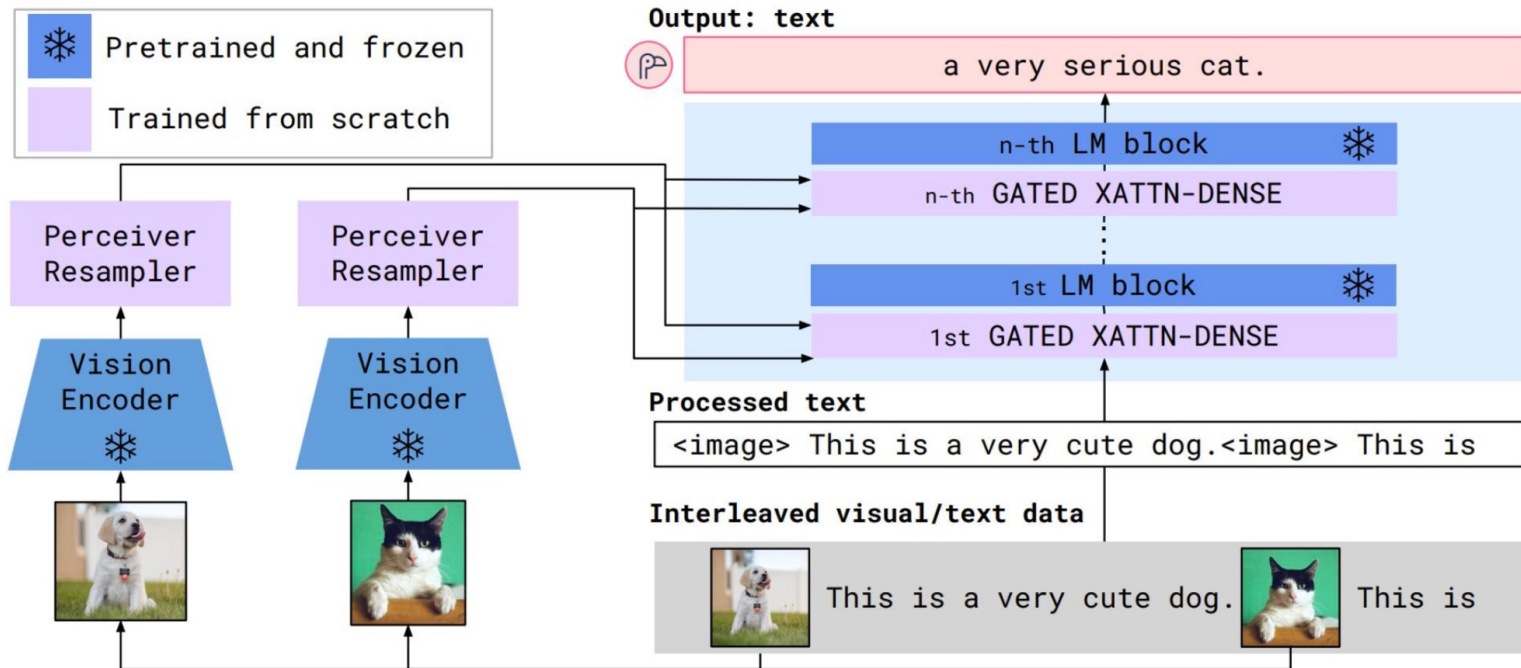 Pretrained and frozen
Trained from scratch
Perceiver
Resampler
Perceiver
Resampler
Vision
Encoder
Vision
Encoder
Output: text
a very serious cat.
n-th LM block
n-th GATED XATTN-DENSE
1st LM block
1st GATED XATTN-DENSE
Processed text
<image> This is a very cute dog.<image> This is
Interleaved visual/text data
This is a very cute dog. This is